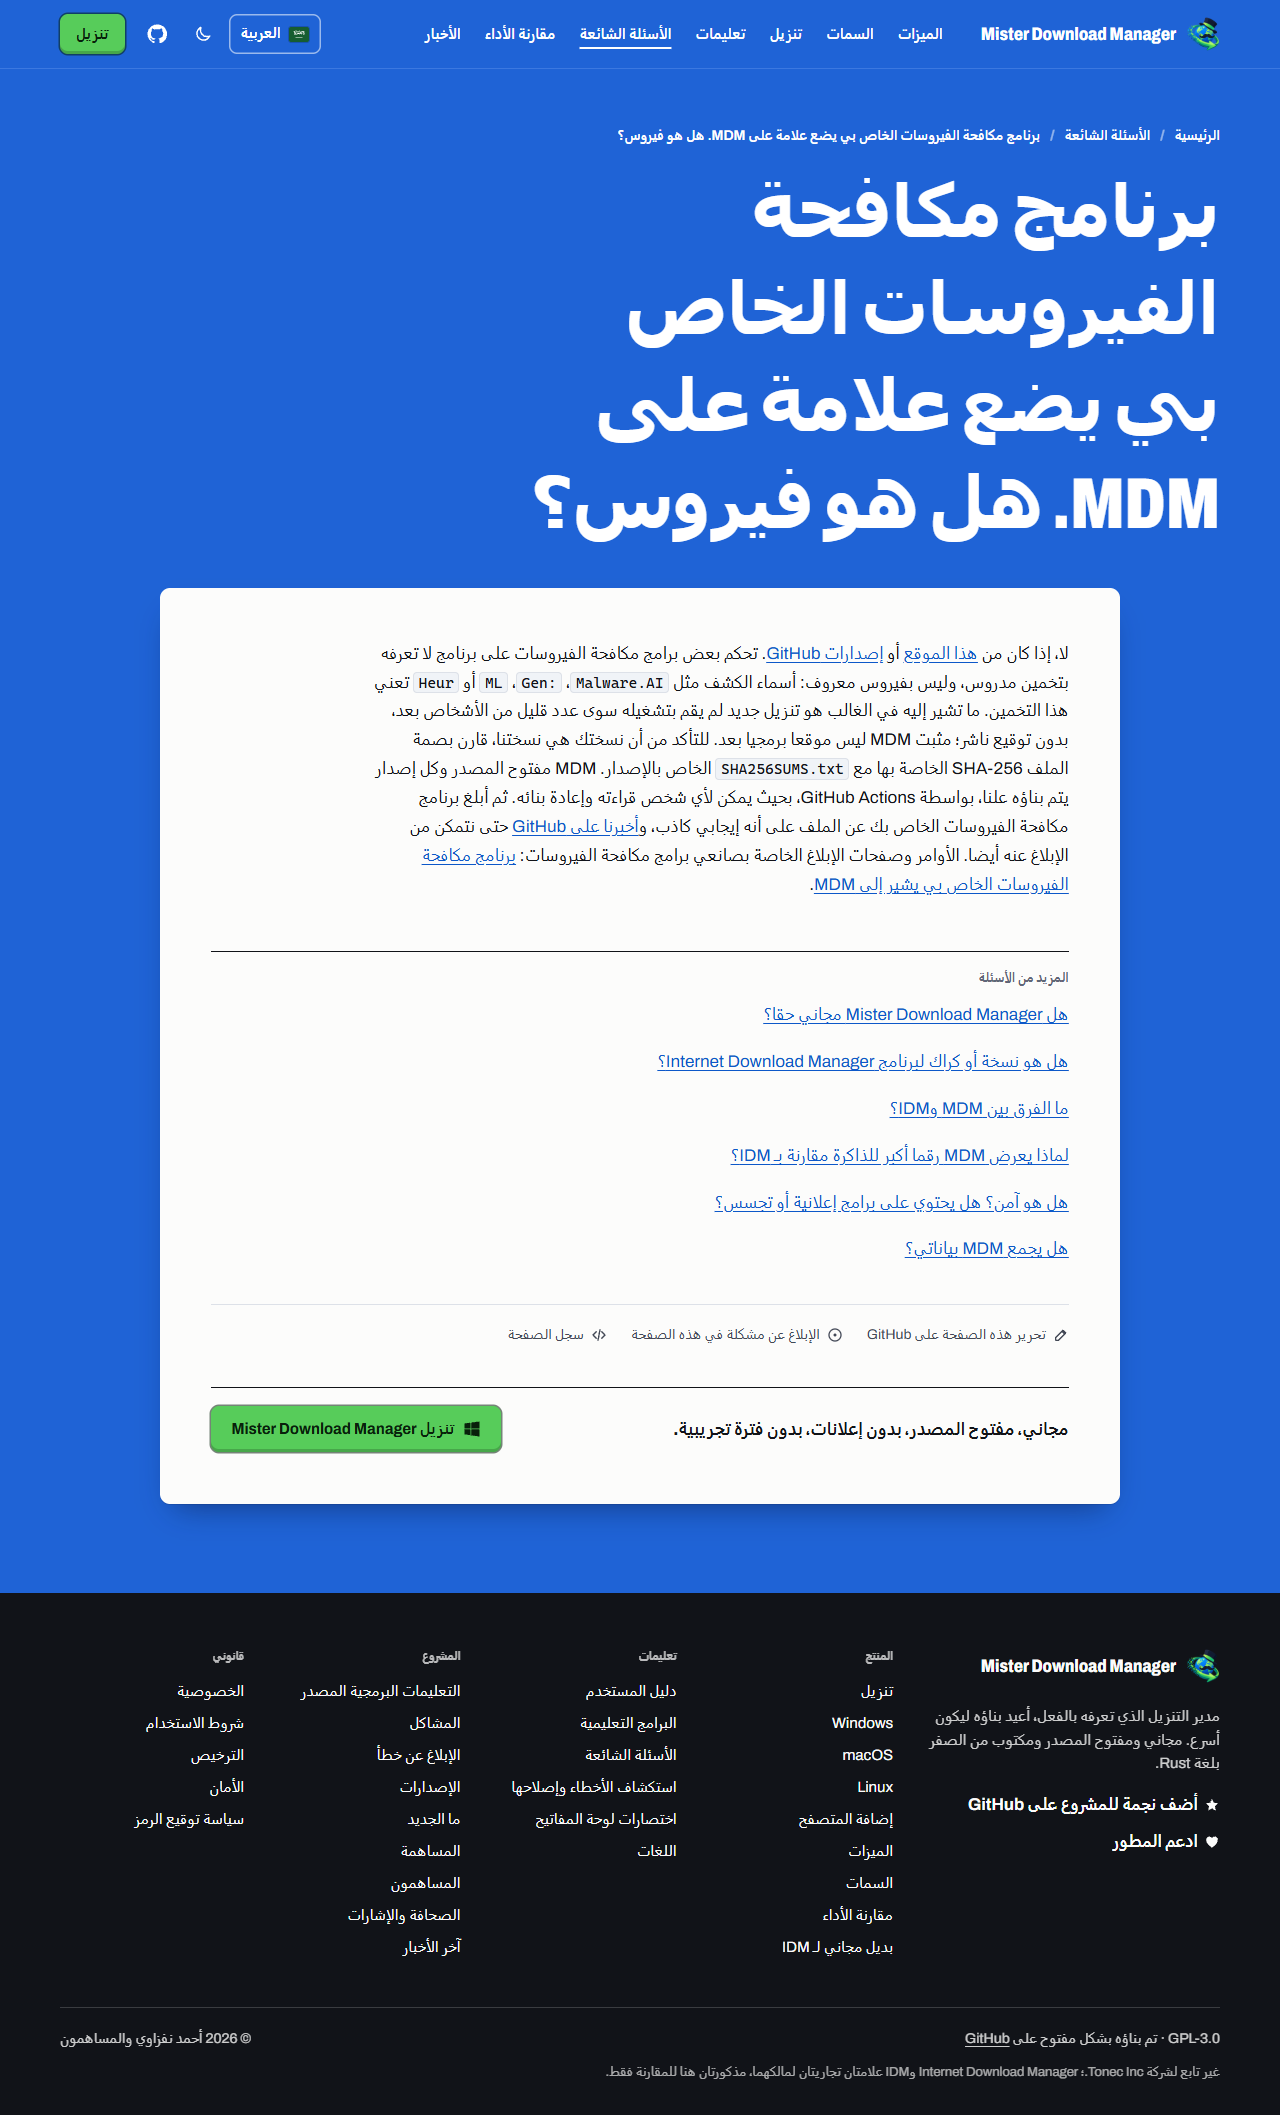 Mister Download Manager
الميزات
السمات
تنزيل
تعليمات
الأسئلة الشائعة
مقارنة الأداء
الأخبار
العربية
تنزيل
الرئيسية / الأسئلة الشائعة / برنامج مكافحة الفيروسات الخاص بي يضع علامة على MDM. هل هو فيروس؟
برنامج مكافحة
الفيروسات الخاص
بي يضع علامة على
MDM. هل هو فيروس؟
لا، إذا كان من هذا الموقع أو إصدارات GitHub. تحكم بعض برامج مكافحة الفيروسات على برنامج لا تعرفه
بتخمين مدروس، وليس بفيروس معروف: أسماء الكشف مثل Malware.AI، Gen:، ML أو Heur تعني
هذا التخمين. ما تشير إليه في الغالب هو تنزيل جديد لم يقم بتشغيله سوى عدد قليل من الأشخاص بعد،
بدون توقيع ناشر؛ مثبت MDM ليس موقعا برمجيا بعد. للتأكد من أن نسختك هي نسختنا، قارن بصمة
الملف SHA-256 الخاصة بها مع SHA256SUMS.txt الخاص بالإصدار. MDM مفتوح المصدر وكل إصدار
يتم بناؤه علنا، بواسطة GitHub Actions، بحيث يمكن لأي شخص قراءته وإعادة بنائه. ثم أبلغ برنامج
مكافحة الفيروسات الخاص بك عن الملف على أنه إيجابي كاذب، وأخبرنا على GitHub حتى نتمكن من
الإبلاغ عنه أيضا. الأوامر وصفحات الإبلاغ الخاصة بصانعي برامج مكافحة الفيروسات: برنامج مكافحة
الفيروسات الخاص بي يشير إلى MDM.
المزيد من الأسئلة
هل Mister Download Manager مجاني حقا؟
هل هو نسخة أو كراك لبرنامج Internet Download Manager؟
ما الفرق بين MDM وIDM؟
لماذا يعرض MDM رقما أكبر للذاكرة مقارنة بـ IDM؟
هل هو آمن؟ هل يحتوي على برامج إعلانية أو تجسس؟
هل يجمع MDM بياناتي؟
تحرير هذه الصفحة على GitHub
الإبلاغ عن مشكلة في هذه الصفحة
سجل الصفحة
مجاني، مفتوح المصدر، بدون إعلانات، بدون فترة تجريبية.
تنزيل Mister Download Manager
Mister Download Manager
مدير التنزيل الذي تعرفه بالفعل، أعيد بناؤه ليكون
أسرع. مجاني ومفتوح المصدر ومكتوب من الصفر
بلغة Rust.
أضف نجمة للمشروع على GitHub
ادعم المطور
المنتج
تنزيل
Windows
macOS
Linux
إضافة المتصفح
الميزات
السمات
مقارنة الأداء
بديل مجاني لـ IDM
تعليمات
دليل المستخدم
البرامج التعليمية
الأسئلة الشائعة
استكشاف الأخطاء وإصلاحها
اختصارات لوحة المفاتيح
اللغات
المشروع
التعليمات البرمجية المصدر
المشاكل
الإبلاغ عن خطأ
الإصدارات
ما الجديد
المساهمة
المساهمون
الصحافة والإشارات
آخر الأخبار
قانوني
الخصوصية
شروط الاستخدام
الترخيص
الأمان
سياسة توقيع الرمز
GPL-3.0 · تم بناؤه بشكل مفتوح على GitHub
© 2026 أحمد نفزاوي والمساهمون
غير تابع لشركة Tonec Inc.؛ Internet Download Manager وIDM علامتان تجاريتان لمالكهما، مذكورتان هنا للمقارنة فقط.